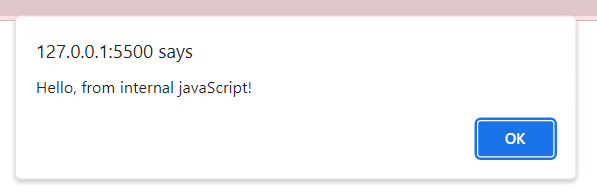 127.0.0.1:5500 says
Hello, from internal javaScript!
OK